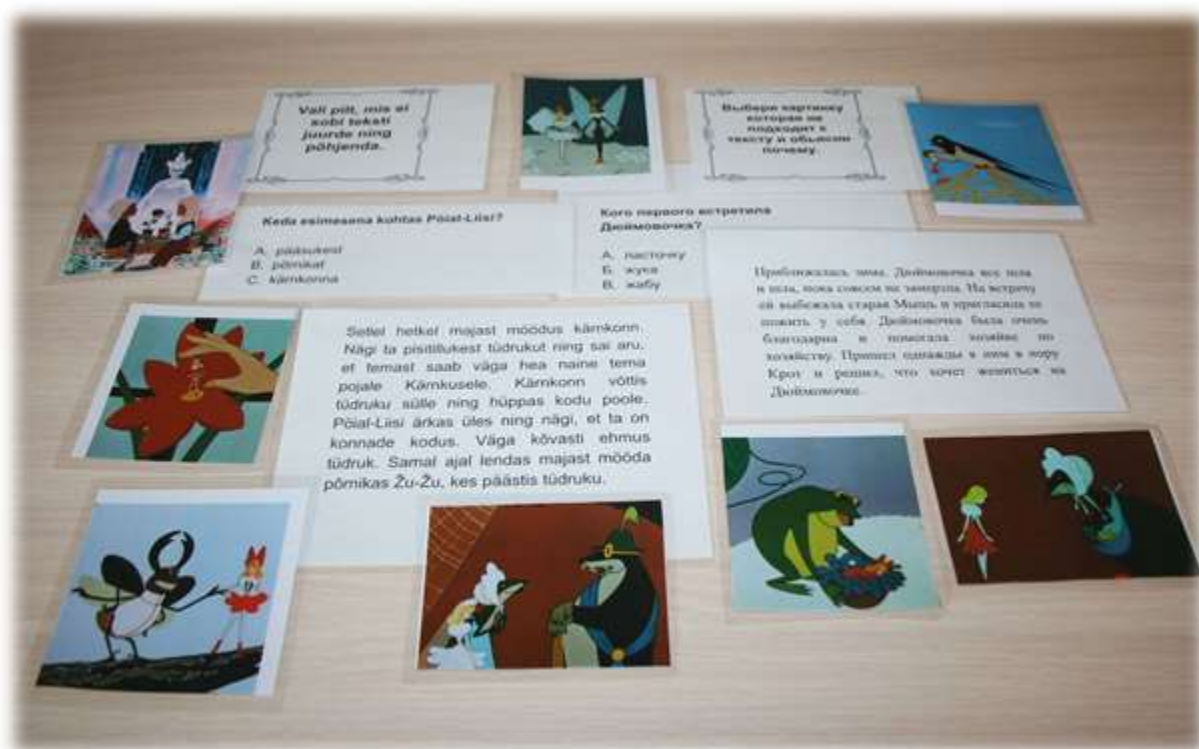 Vali pilt, mis ei
sobi teksti
juurde ning
põhjenda.
Выбери картинку
которая не
подходит к
тексту и объясни
почему.
Keda esimesena kohtas Pöial-Liisi?
A. pääsukest
B. põrnikat
C. kärnkonna
Кого первого встретила
Дюймовочка?
А. ласточку
Б. жука
В. жабу
Sellel hetkel majast möödus kärnkonn.
Nägi ta pisitillukest tüdrukut ning sai aru,
et temast saab väga hea naine tema
pojale Kärnkusele. Kärnkonn võttis
tüdruku sülle ning hüppas kodu poole.
Pöial-Liisi ärkas üles ning nägi, et ta on
konnade kodus. Väga kõvasti ehmus
tüdruk. Samal ajal lendas majast mööda
põrnikas Žu-Žu, kes päästis tüdruku.
Приближалась зима. Дюймовочка все шла
и шла, пока совсем не замерзла. На встречу
ей выбежала старая Мышь и пригласила ее
пожить у себя. Дюймовочка была очень
благодарна и помогала хозяйке по
хозяйству. Пришел однажды к ним в нору
Крот и решил, что хочет жениться на
Дюймовочке.